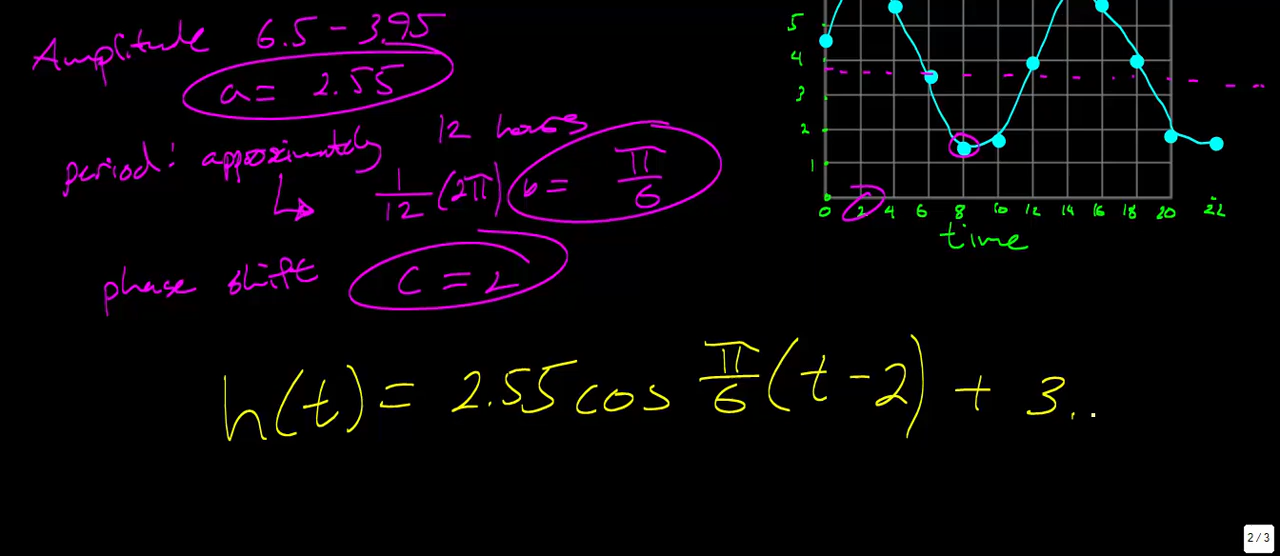 Amplitude 6.5 - 3.95
a = 2.55
period: approximately 12 hours
1/12 (2π) b = π/6
phase shift C = 2
h(t) = 2.55 cos π/6 (t - 2) + 3.
5
4
3
2
1
0 2 4 6 8 10 12 14 16 18 20 22
time
2 / 3